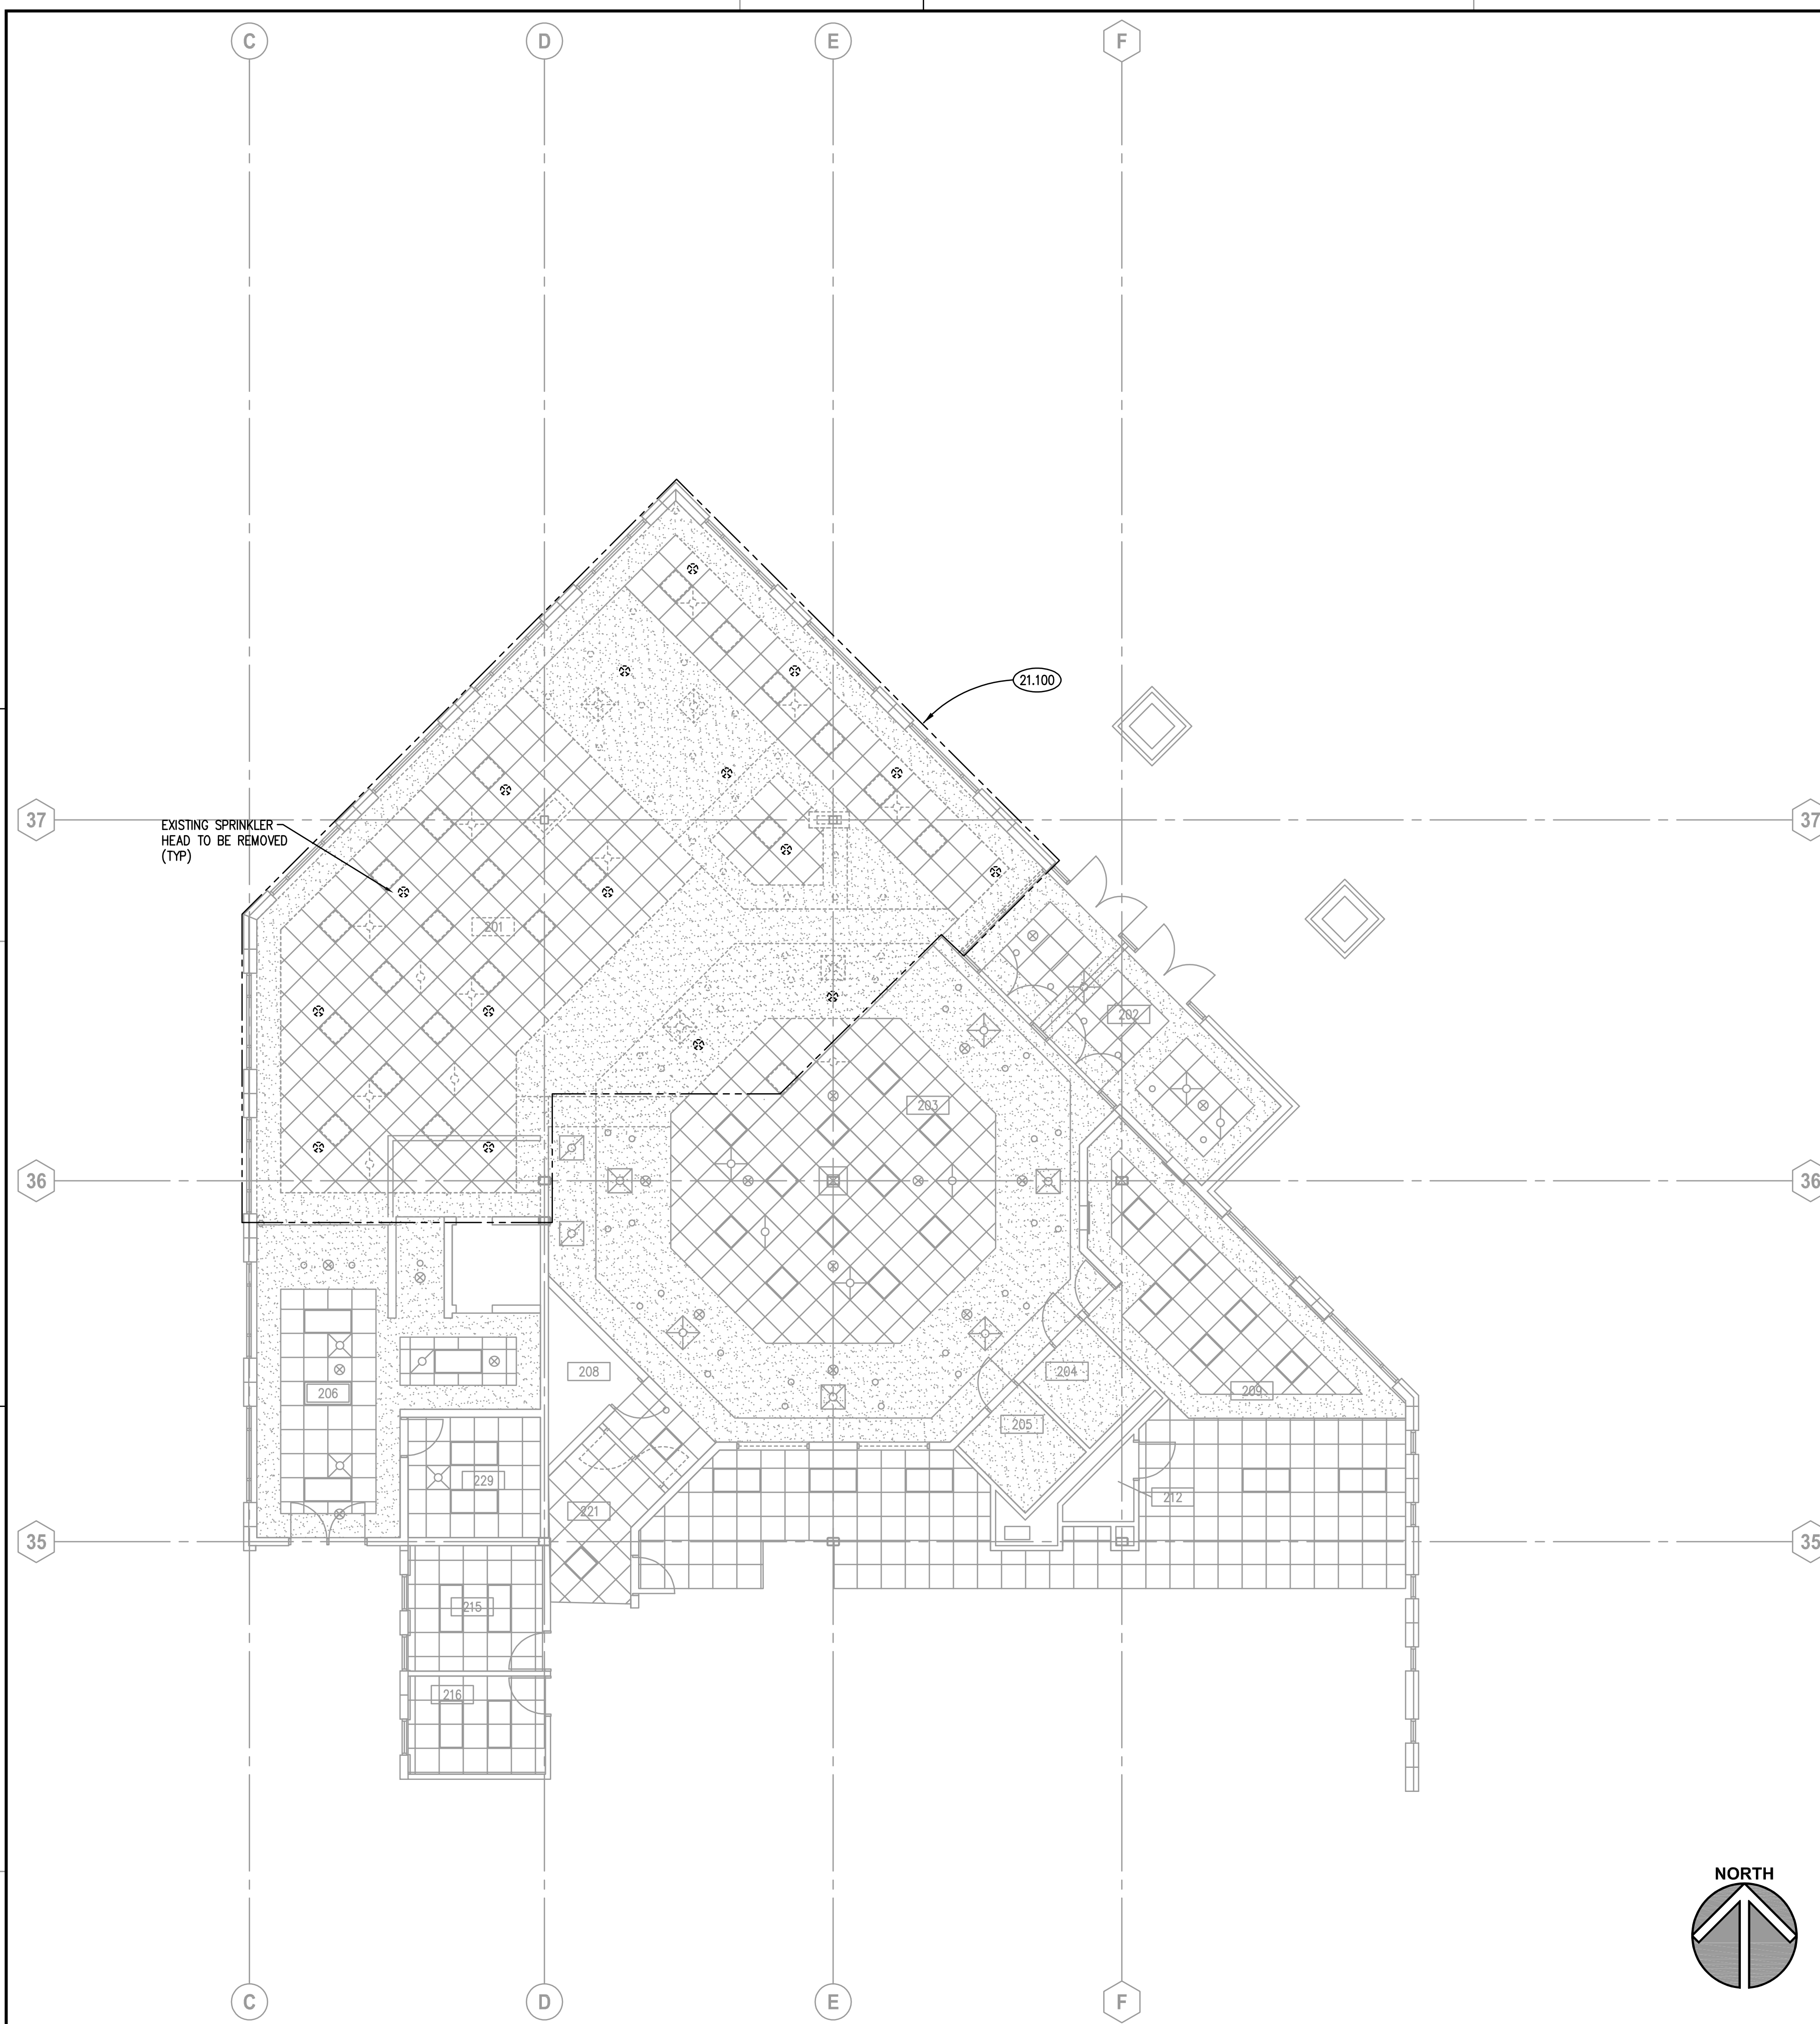 C D E F
21.100
37 37
EXISTING SPRINKLER
HEAD TO BE REMOVED
(TYP)
201
202
203
36 36
208
204
209
206
205
229
212
221
35 35
215
216
NORTH
C D E F